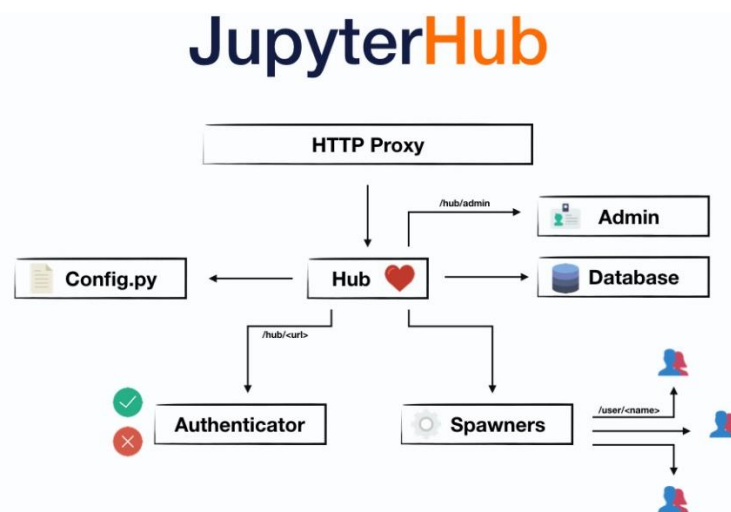 JupyterHub
HTTP Proxy
/hub/admin
Admin
Config.py
Hub
Database
/hub/<url>
Authenticator
Spawners
/user/<name>